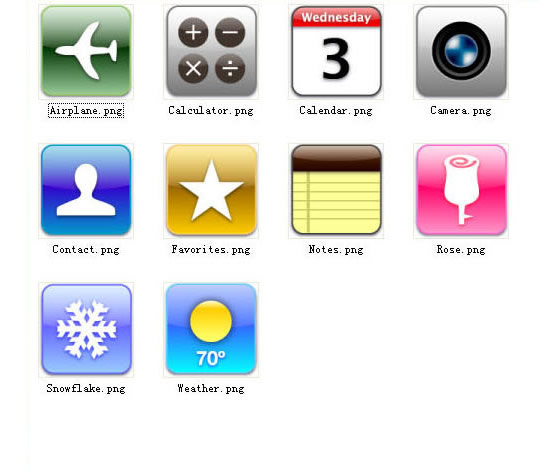 Wednesday
3
Airplane.png
Calculator.png
Calendar.png
Camera.png
Contact.png
Favorites.png
Notes.png
Rose.png
70°
Snowflake.png
Weather.png